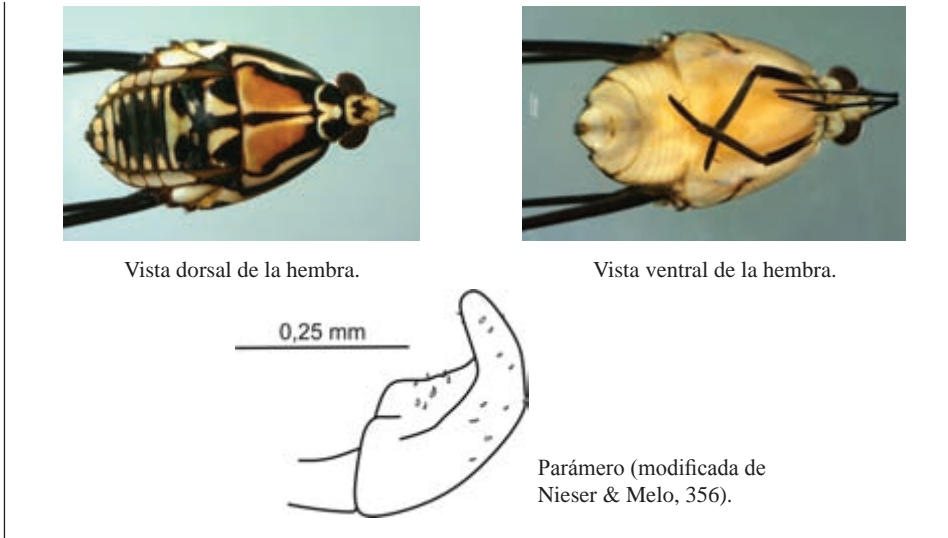 Vista dorsal de la hembra.
Vista ventral de la hembra.
0,25 mm
Parámero (modificada de
Nieser & Melo, 356).